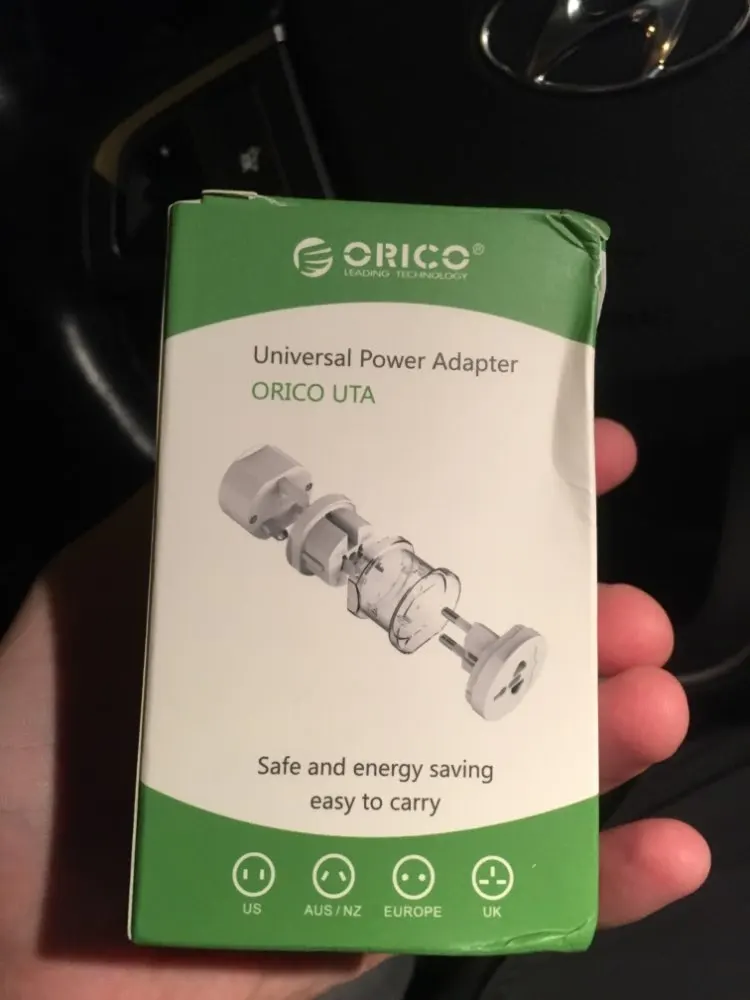 ORICO®
LEADING TECHNOLOGY
Universal Power Adapter
ORICO UTA
Safe and energy saving
easy to carry
US
AUS / NZ
EUROPE
UK